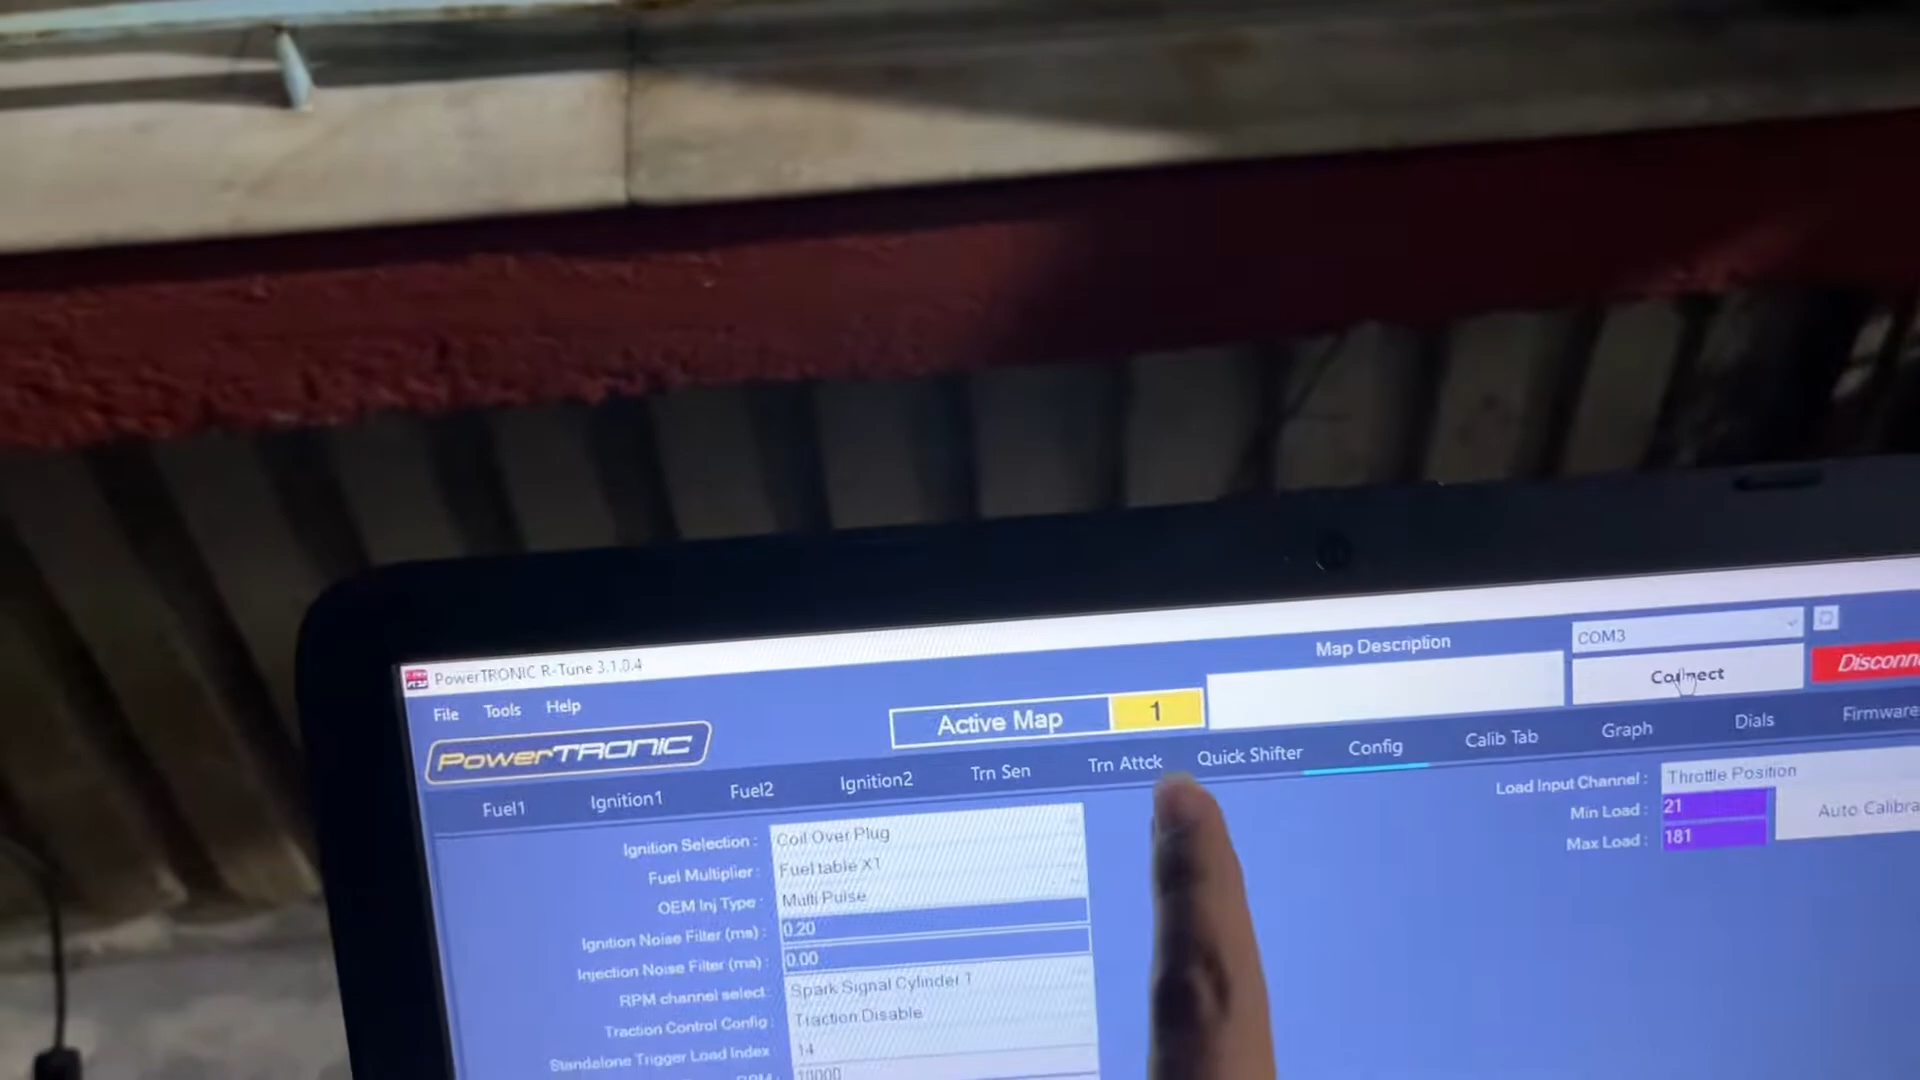 PowerTRONIC R-Tune 3.1.0.4
File Tools Help
PowerTRONIC
Active Map 1
Map Description
COM3
Connect
Disconn
Fuel1 Ignition1 Fuel2 Ignition2 Trn Sen Trn Attck Quick Shifter Config Calib Tab Graph Dials Firmware
Ignition Selection : Coil Over Plug
Fuel Multiplier : Fuel table X1
OEM Inj Type : Multi Pulse
Ignition Noise Filter (ms) : 0.20
Injection Noise Filter (ms) : 0.00
RPM channel select : Spark Signal Cylinder 1
Traction Control Config : Traction Disable
Standalone Trigger Load Index : 14
RPM 10000
Load Input Channel : Throttle Position
Min Load : 21
Max Load : 181
Auto Calibra